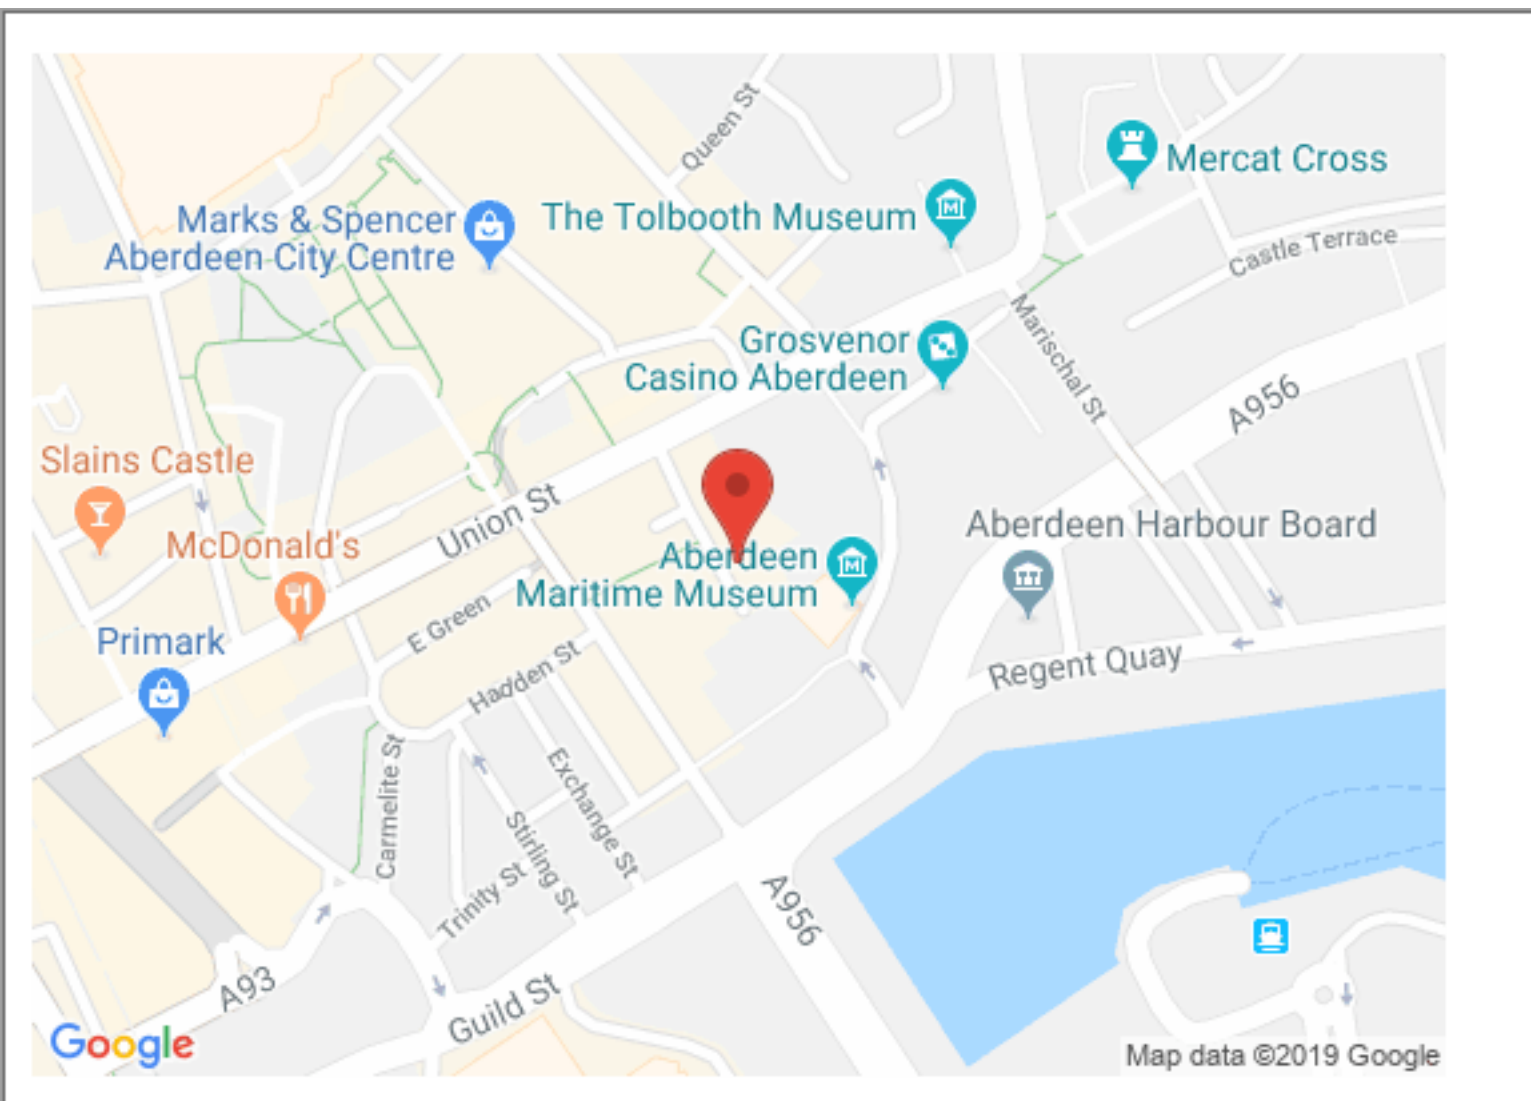 Queen St
Mercat Cross
Marks & Spencer
Aberdeen City Centre
The Tolbooth Museum
Castle Terrace
Grosvenor
Casino Aberdeen
Marischal St
A956
Slains Castle
McDonald's
Union St
Aberdeen
Maritime Museum
Aberdeen Harbour Board
Primark
E Green
Hadden St
Regent Quay
Carmelite St
Exchange St
Stirling St
Trinity St
A956
A93
Guild St
Google
Map data ©2019 Google